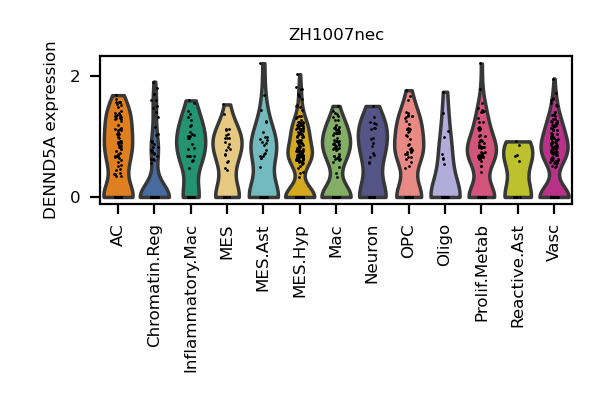 ZH1007nec
DENND5A expression
2
0
AC
Chromatin.Reg
Inflammatory.Mac
MES
MES.Ast
MES.Hyp
Mac
Neuron
OPC
Oligo
Prolif.Metab
Reactive.Ast
Vasc